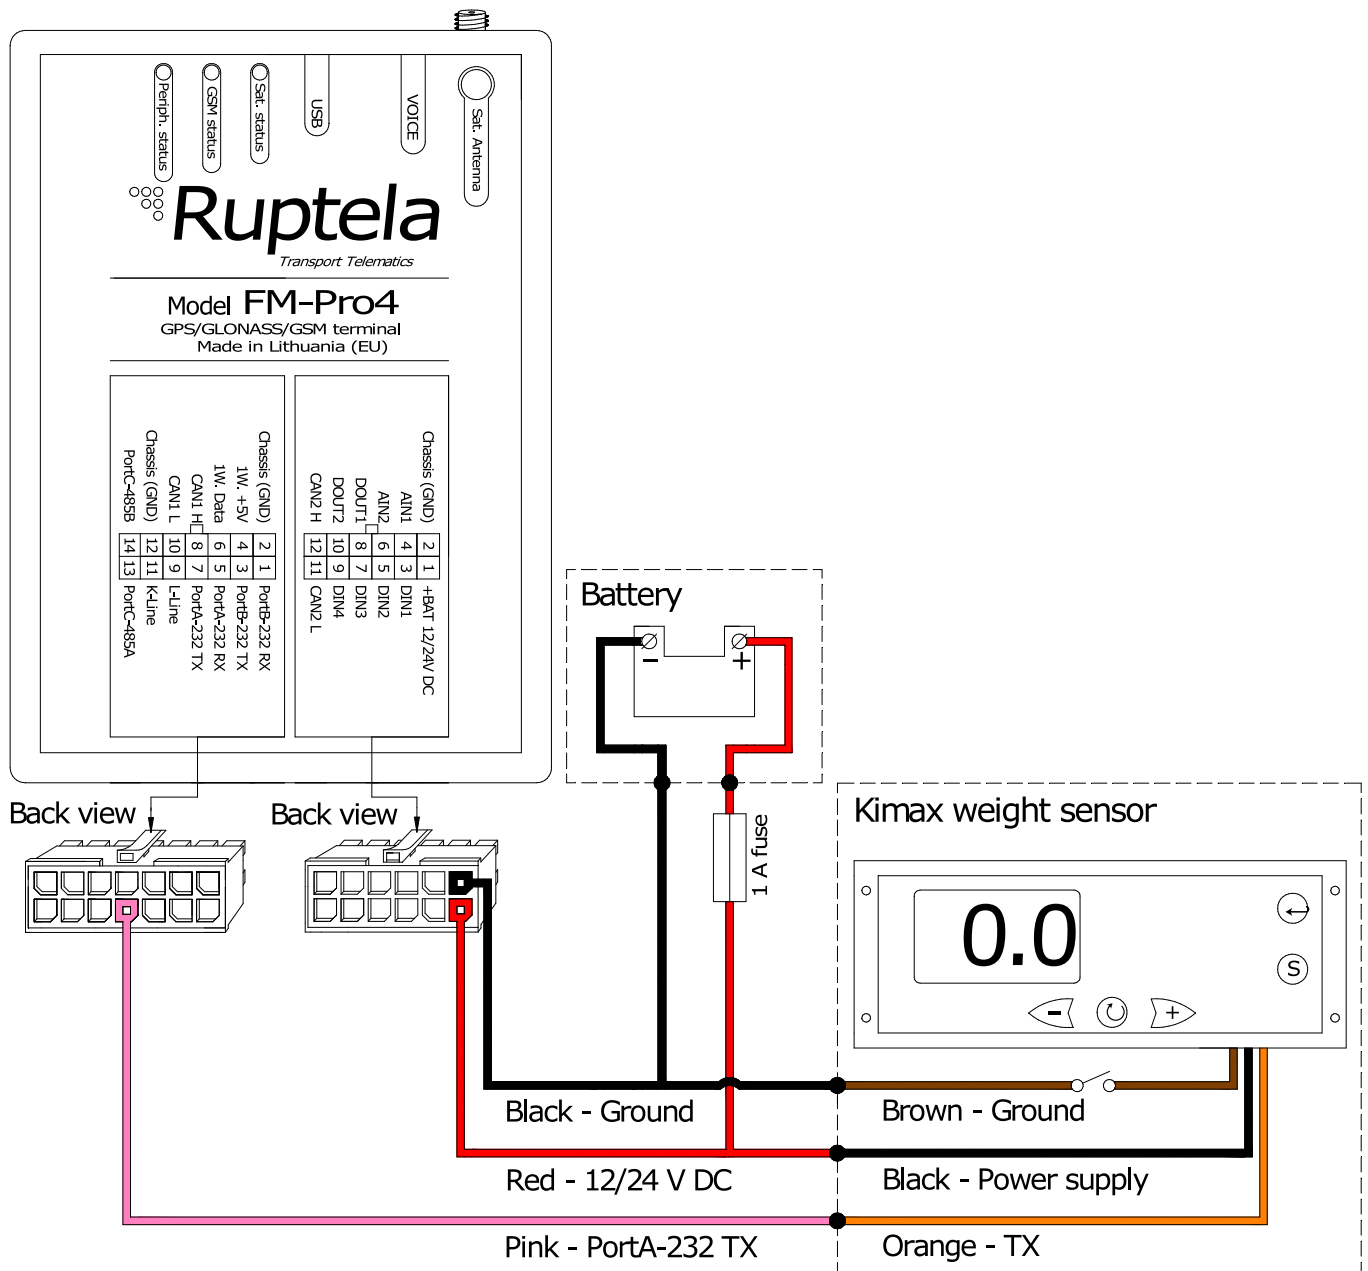 Periph. status
GSM status
Sat. status
USB
VOICE
Sat. Antenna
Ruptela
Transport Telematics
Model FM-Pro4
GPS/GLONASS/GSM terminal
Made in Lithuania (EU)
Chassis (GND) 2 1 PortB-232 RX
1W. +5V 4 3 PortB-232 TX
1W. Data 6 5 PortA-232 RX
CAN1 H 8 7 PortA-232 TX
CAN1 L 10 9 L-Line
Chassis (GND) 12 11 K-Line
PortC-485B 14 13 PortC-485A
Chassis (GND) 2 1 +BAT 12/24V DC
AIN1 4 3 DIN1
AIN2 6 5 DIN2
DOUT1 8 7 DIN3
DOUT2 10 9 DIN4
CAN2 H 12 11 CAN2 L
Battery
- +
Back view
Back view
1 A fuse
Kimax weight sensor
0.0
S
- +
Black - Ground
Brown - Ground
Red - 12/24 V DC
Black - Power supply
Pink - PortA-232 TX
Orange - TX